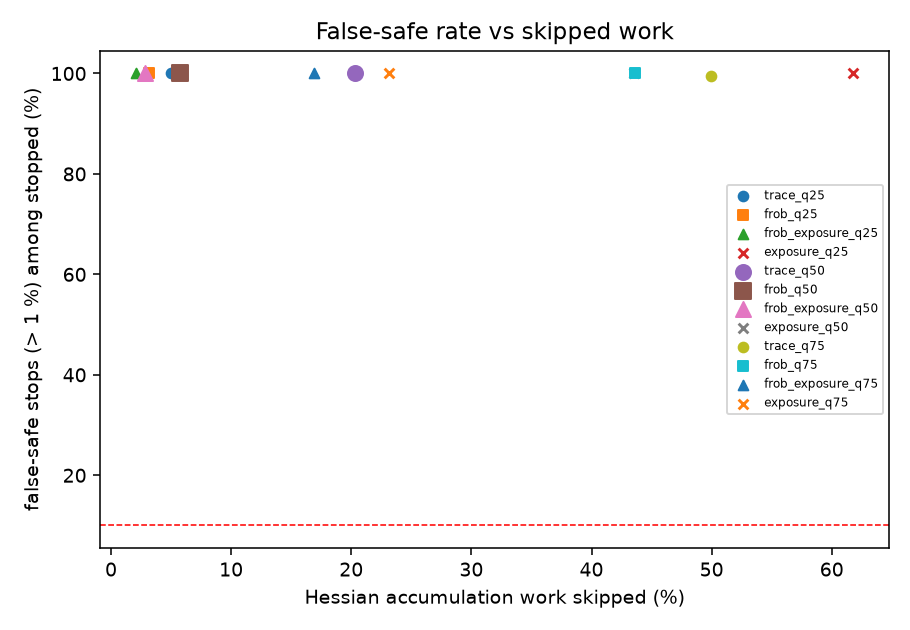 False-safe rate vs skipped work
false-safe stops (> 1 %) among stopped (%)
100
80
60
40
20
trace_q25
frob_q25
frob_exposure_q25
exposure_q25
trace_q50
frob_q50
frob_exposure_q50
exposure_q50
trace_q75
frob_q75
frob_exposure_q75
exposure_q75
0 10 20 30 40 50 60
Hessian accumulation work skipped (%)